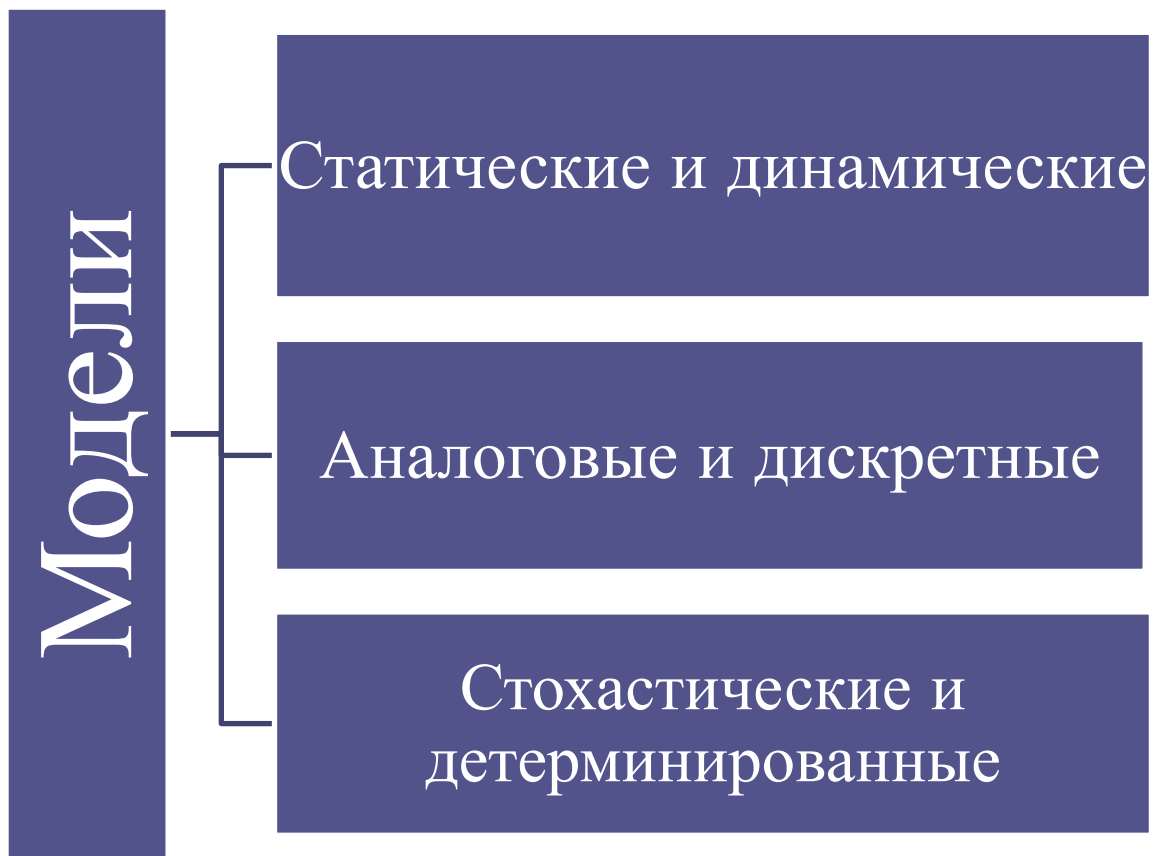 Модели
Статические и динамические
Аналоговые и дискретные
Стохастические и
детерминированные